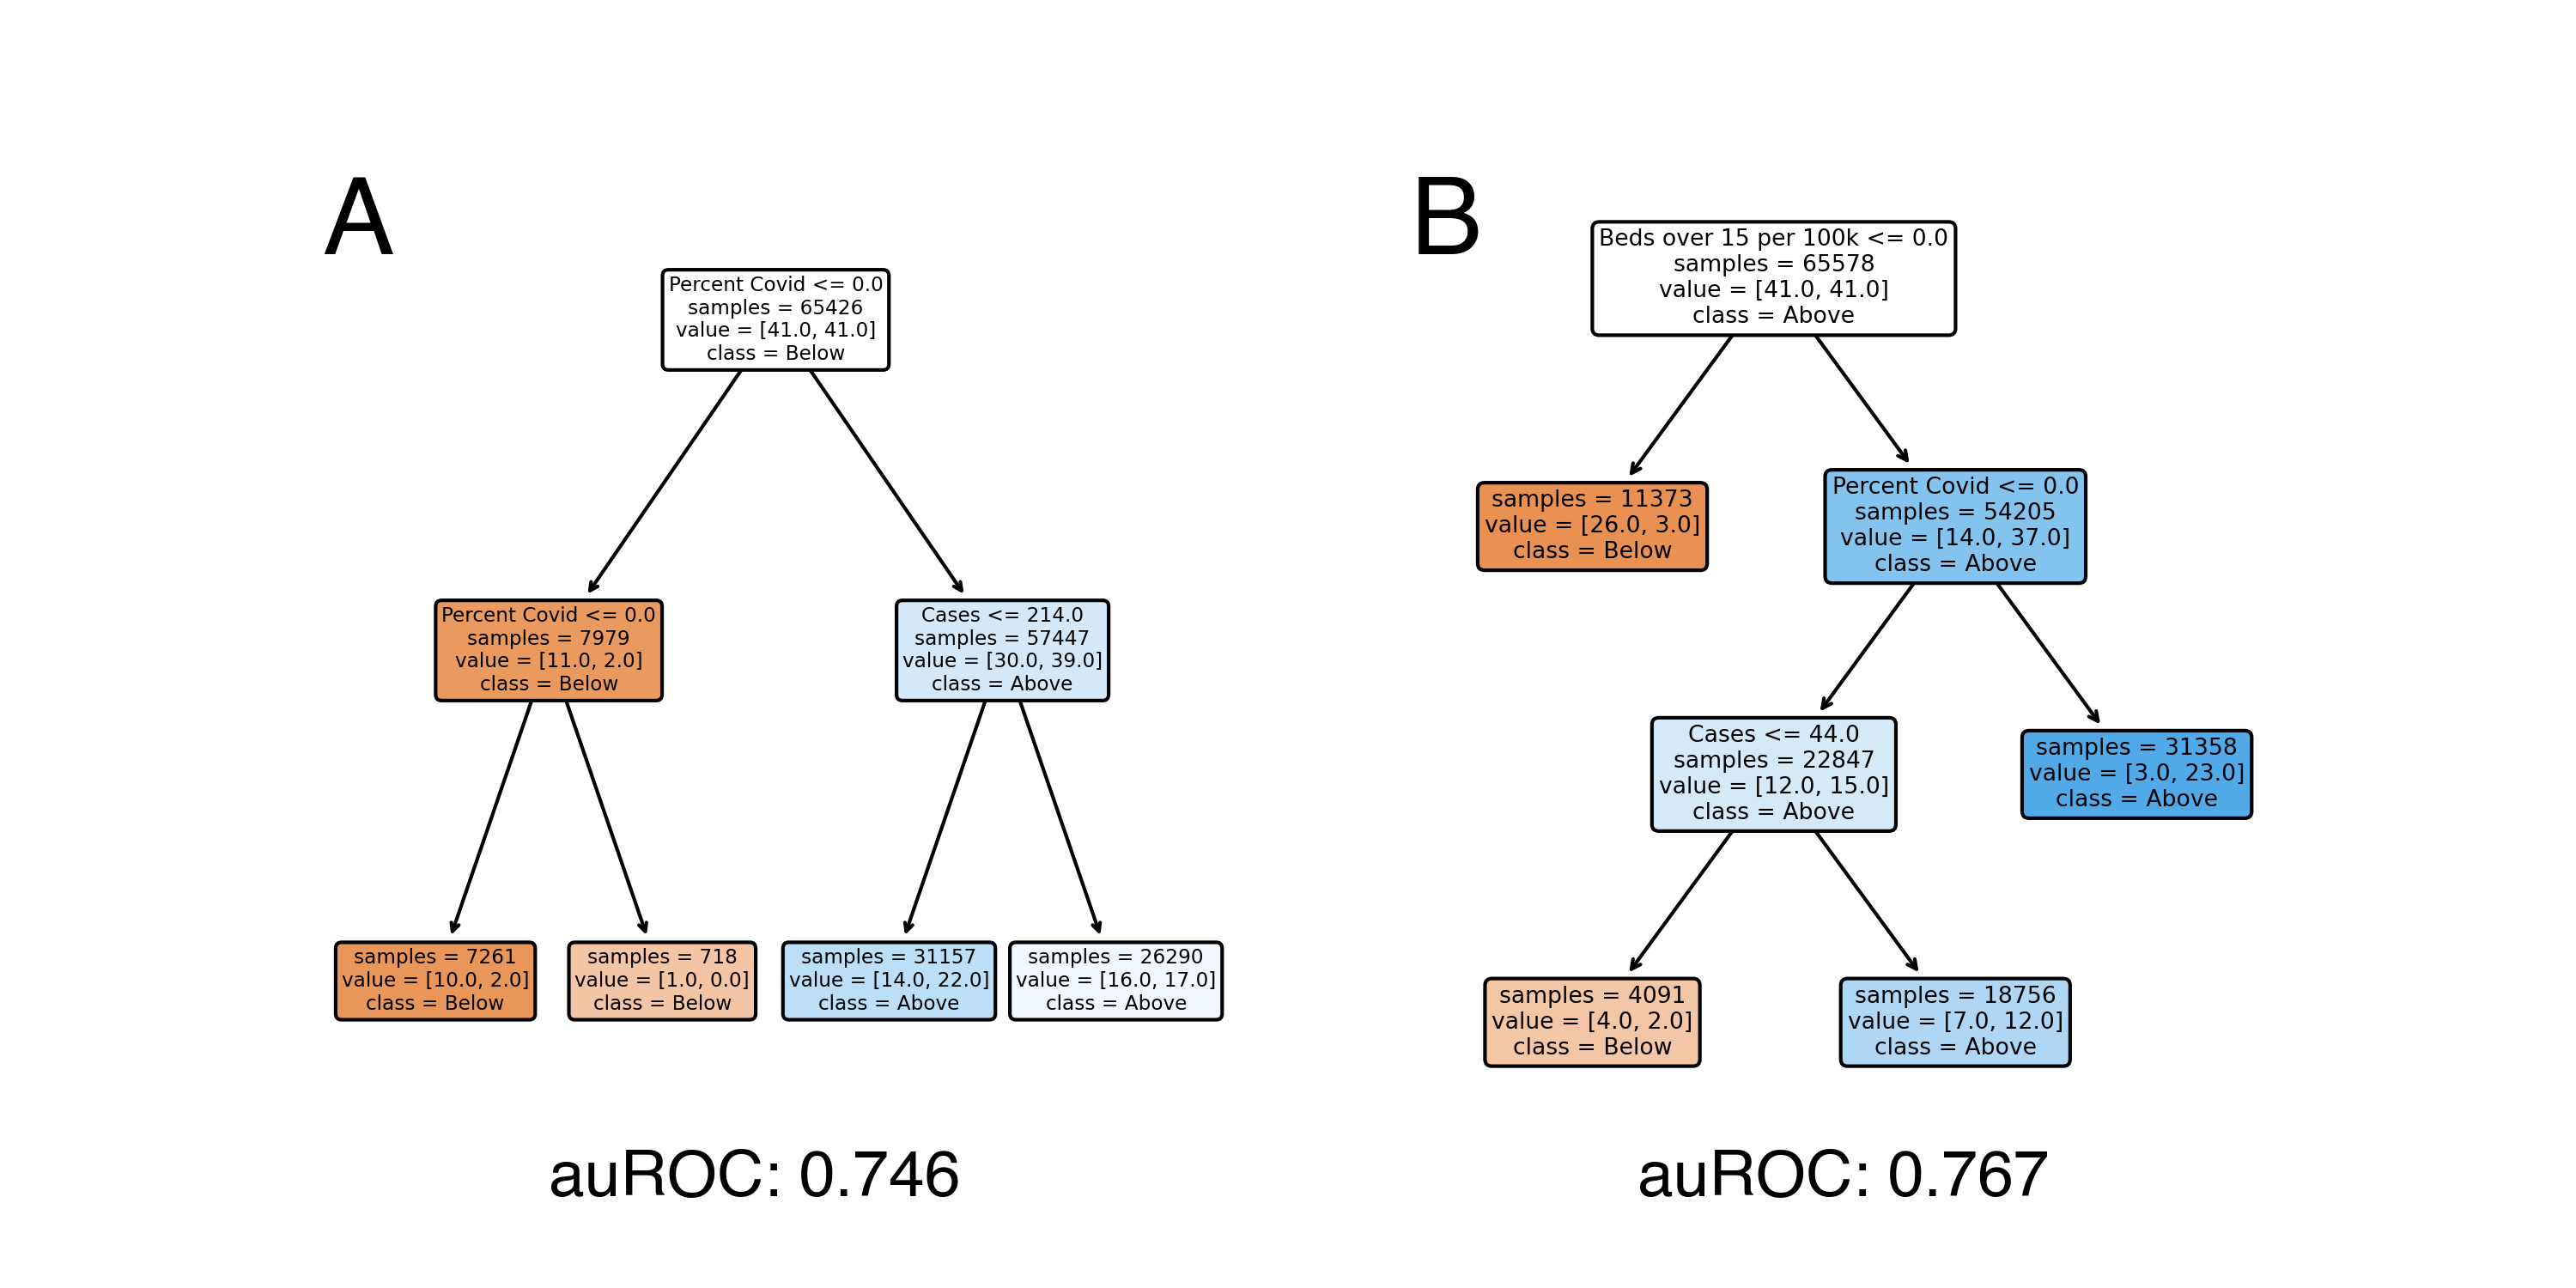 A
Percent Covid <= 0.0
samples = 65426
value = [41.0, 41.0]
class = Below
Percent Covid <= 0.0
samples = 7979
value = [11.0, 2.0]
class = Below
Cases <= 214.0
samples = 57447
value = [30.0, 39.0]
class = Above
samples = 7261
value = [10.0, 2.0]
class = Below
samples = 718
value = [1.0, 0.0]
class = Below
samples = 31157
value = [14.0, 22.0]
class = Above
samples = 26290
value = [16.0, 17.0]
class = Above
auROC: 0.746
B
Beds over 15 per 100k <= 0.0
samples = 65578
value = [41.0, 41.0]
class = Above
samples = 11373
value = [26.0, 3.0]
class = Below
Percent Covid <= 0.0
samples = 54205
value = [14.0, 37.0]
class = Above
Cases <= 44.0
samples = 22847
value = [12.0, 15.0]
class = Above
samples = 31358
value = [3.0, 23.0]
class = Above
samples = 4091
value = [4.0, 2.0]
class = Below
samples = 18756
value = [7.0, 12.0]
class = Above
auROC: 0.767